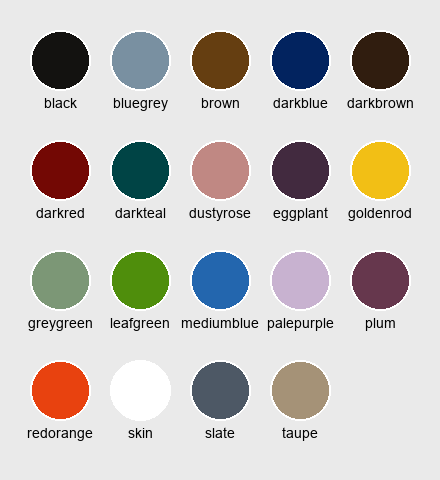 black bluegrey brown darkblue darkbrown
darkred darkteal dustyrose eggplant goldenrod
greygreen leafgreen mediumblue palepurple plum
redorange skin slate taupe